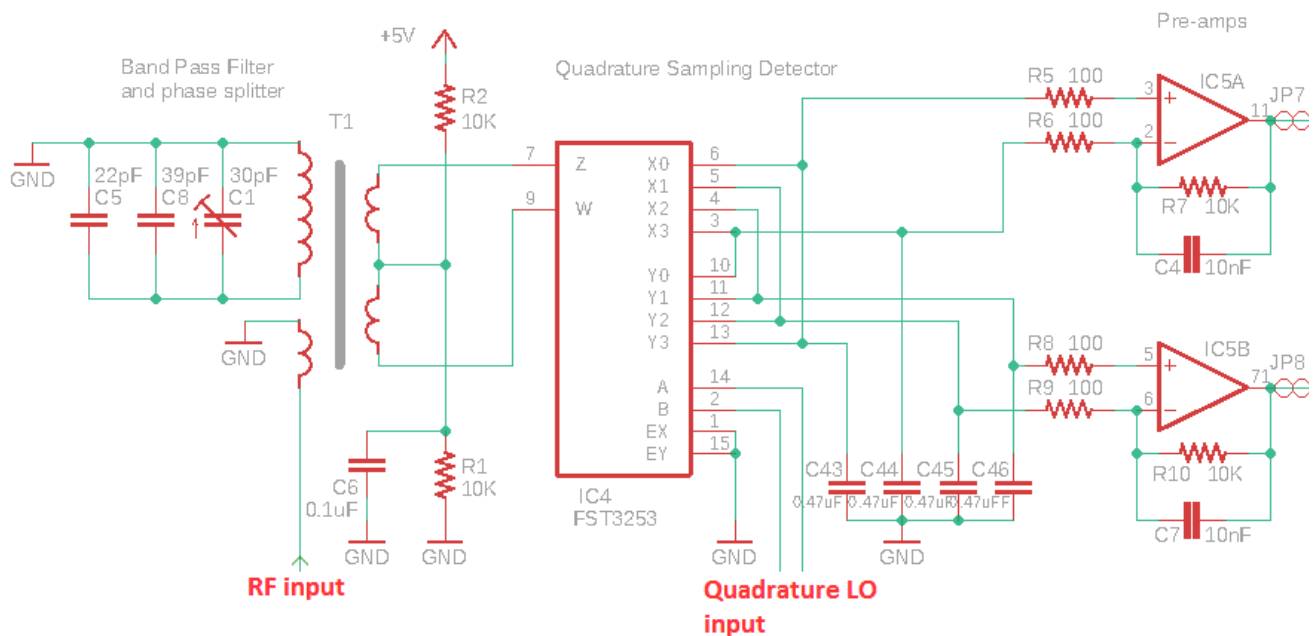 Pre-amps
+5V
Band Pass Filter
and phase splitter
Quadrature Sampling Detector
R2
10K
T1
R5 100
IC5A
JP7
R6 100
3
+
2
−
11
GND
22pF
C5
39pF
C8
30pF
C1
R7 10K
C4 10nF
7 Z
9 W
X0 6
X1 5
X2 4
X3 3
Y0 10
Y1 11
Y2 12
Y3 13
A 14
B 2
EX 1
EY 15
GND
R8 100
IC5B
JP8
R9 100
5
+
6
−
71
R10 10K
C7 10nF
C6
0.1uF
R1
10K
IC4
FST3253
C43
0.47uF
C44
0.47uF
C45
0.47uF
C46
0.47uF
GND
GND
GND
GND
RF input
Quadrature LO
input